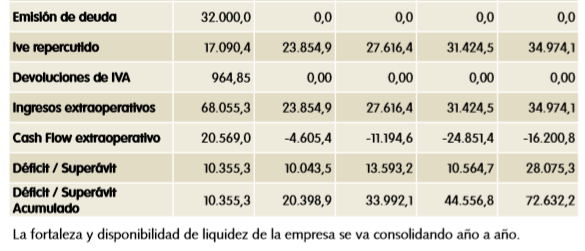 Emisión de deuda 32.000,0 0,0 0,0 0,0 0,0
Ive repercutido 17.090,4 23.854,9 27.616,4 31.424,5 34.974,1
Devoluciones de IVA 964,85 0,00 0,00 0,00 0,00
Ingresos extraoperativos 68.055,3 23.854,9 27.616,4 31.424,5 34.974,1
Cash Flow extraoperativo 20.569,0 -4.605,4 -11.194,6 -24.851,4 -16.200,8
Déficit / Superávit 10.355,3 10.043,5 13.593,2 10.564,7 28.075,3
Déficit / Superávit
Acumulado 10.355,3 20.398,9 33.992,1 44.556,8 72.632,2
La fortaleza y disponibilidad de liquidez de la empresa se va consolidando año a año.